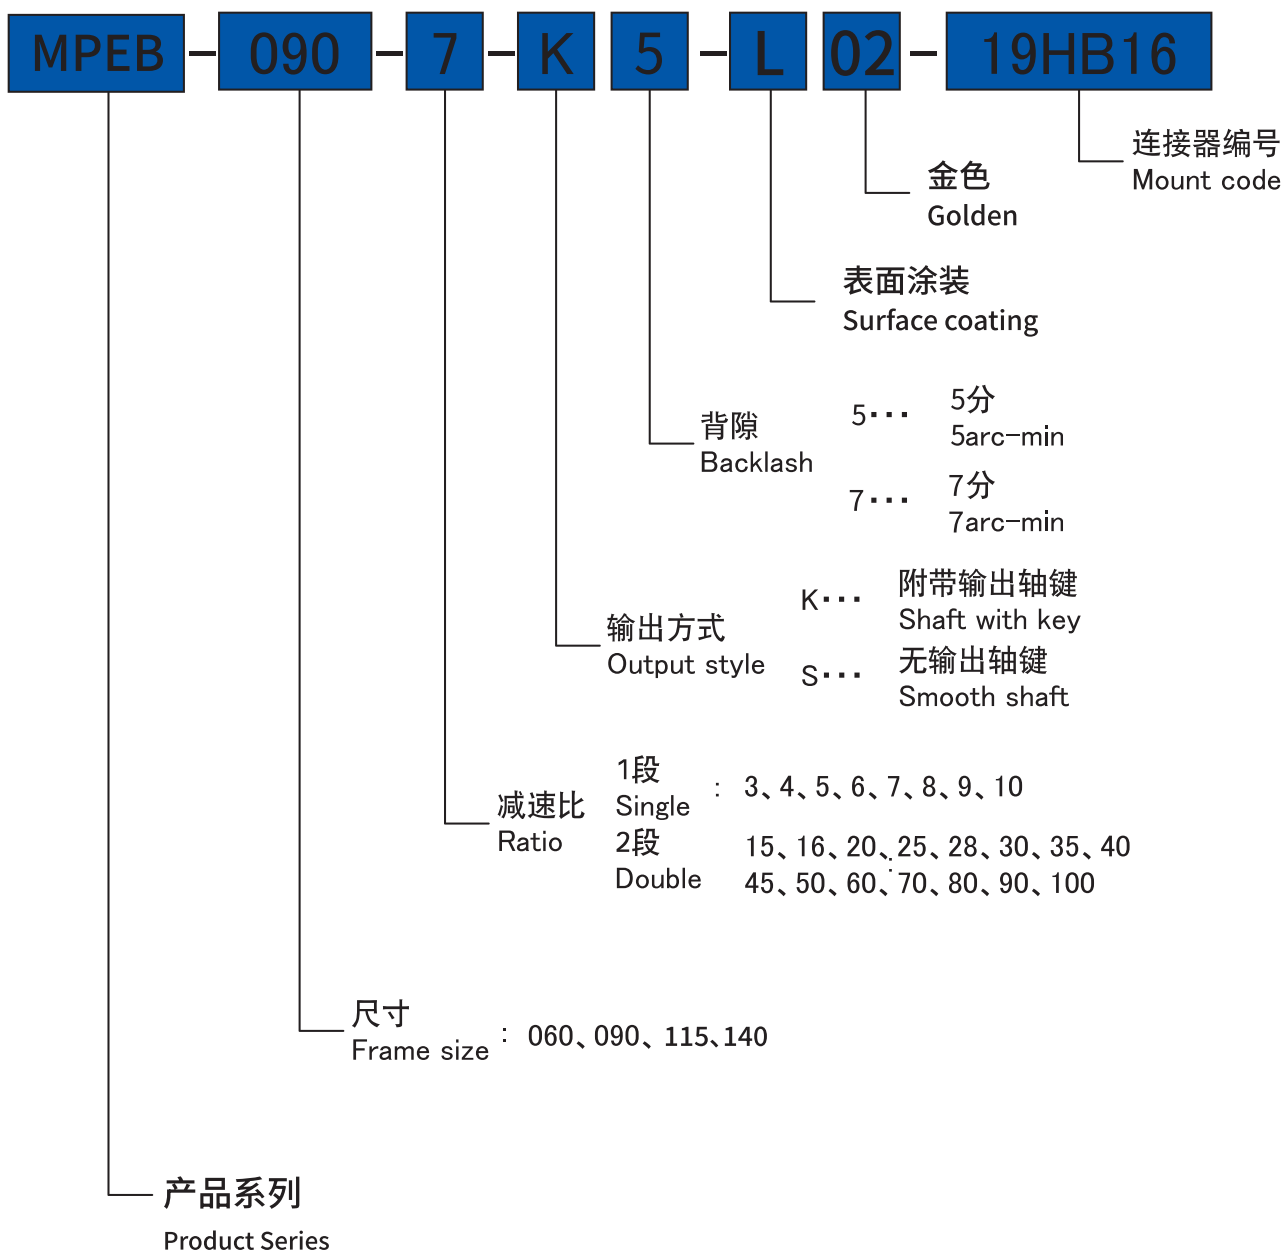 MPEB-090-7-K5-L02-19HB16
连接器编号
Mount code
金色
Golden
表面涂装
Surface coating
背隙
Backlash
5··· 5分
5arc-min
7··· 7分
7arc-min
输出方式
Output style
K··· 附带输出轴键
Shaft with key
S··· 无输出轴键
Smooth shaft
减速比
Ratio
1段
Single : 3、4、5、6、7、8、9、10
2段
Double :
15、16、20、25、28、30、35、40
45、50、60、70、80、90、100
尺寸
Frame size : 060、090、115、140
产品系列
Product Series